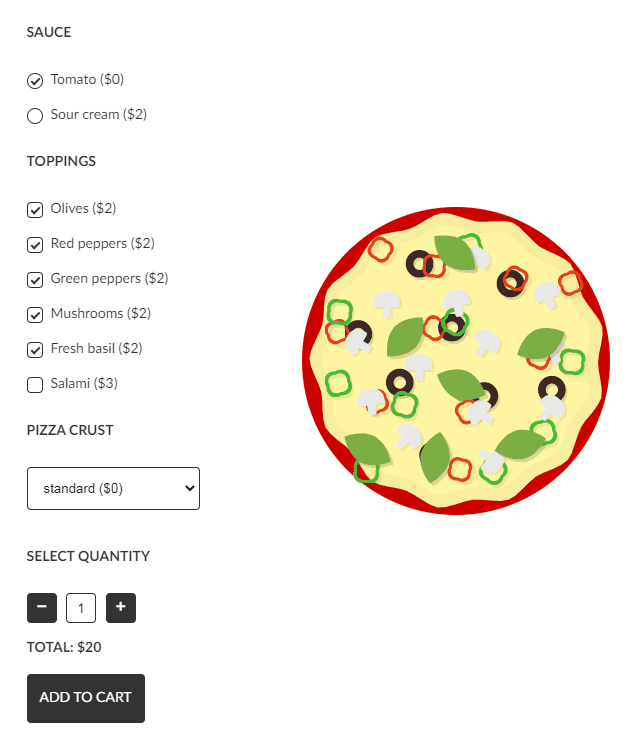 SAUCE
Tomato ($0)
Sour cream ($2)
TOPPINGS
Olives ($2)
Red peppers ($2)
Green peppers ($2)
Mushrooms ($2)
Fresh basil ($2)
Salami ($3)
PIZZA CRUST
standard ($0)
SELECT QUANTITY
− 1 +
TOTAL: $20
ADD TO CART